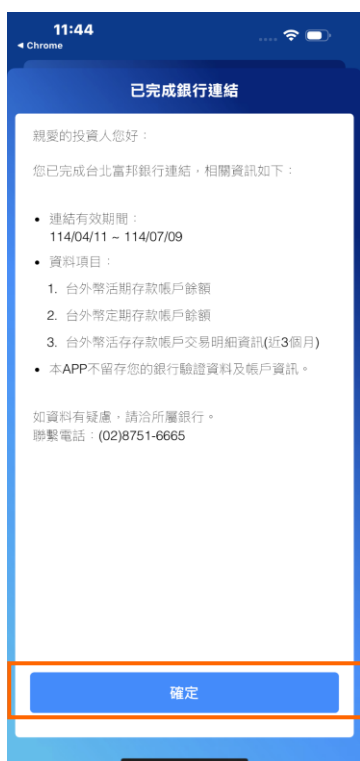 11:44
◀ Chrome
已完成銀行連結
親愛的投資人您好：
您已完成台北富邦銀行連結，相關資訊如下：
• 連結有效期間：
114/04/11 ~ 114/07/09
• 資料項目：
1. 台外幣活期存款帳戶餘額
2. 台外幣定期存款帳戶餘額
3. 台外幣活存存款帳戶交易明細資訊(近3個月)
• 本APP不留存您的銀行驗證資料及帳戶資訊。
如資料有疑慮，請洽所屬銀行。
聯繫電話：(02)8751-6665
確定